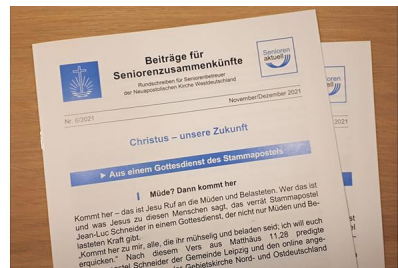 Beiträge für
Seniorenzusammenkünfte
Rundschreiben für Seniorenbetreuer
der Neuapostolischen Kirche Westdeutschland
Senioren
aktuell
Nr. 6/2021
November/Dezember 2021
Christus – unsere Zukunft
Aus einem Gottesdienst des Stammapostels
Müde? Dann kommt her
Kommt her – das ist Jesu Ruf an die Müden und Belasteten. Wer das ist
und was Jesus zu diesen Menschen sagt, das verrät Stammapostel
Jean-Luc Schneider in einem Gottesdienst, der nicht nur Müden und Be-
lasteten Kraft gibt.
„Kommt her zu mir, alle, die ihr mühselig und beladen seid; ich will euch
erquicken.“ Nach diesem Vers aus Matthäus 11,28 predigte
Schneider der Gemeinde Leipzig und den online ange-
Gebietskirche Nord- und Ostdeutschland